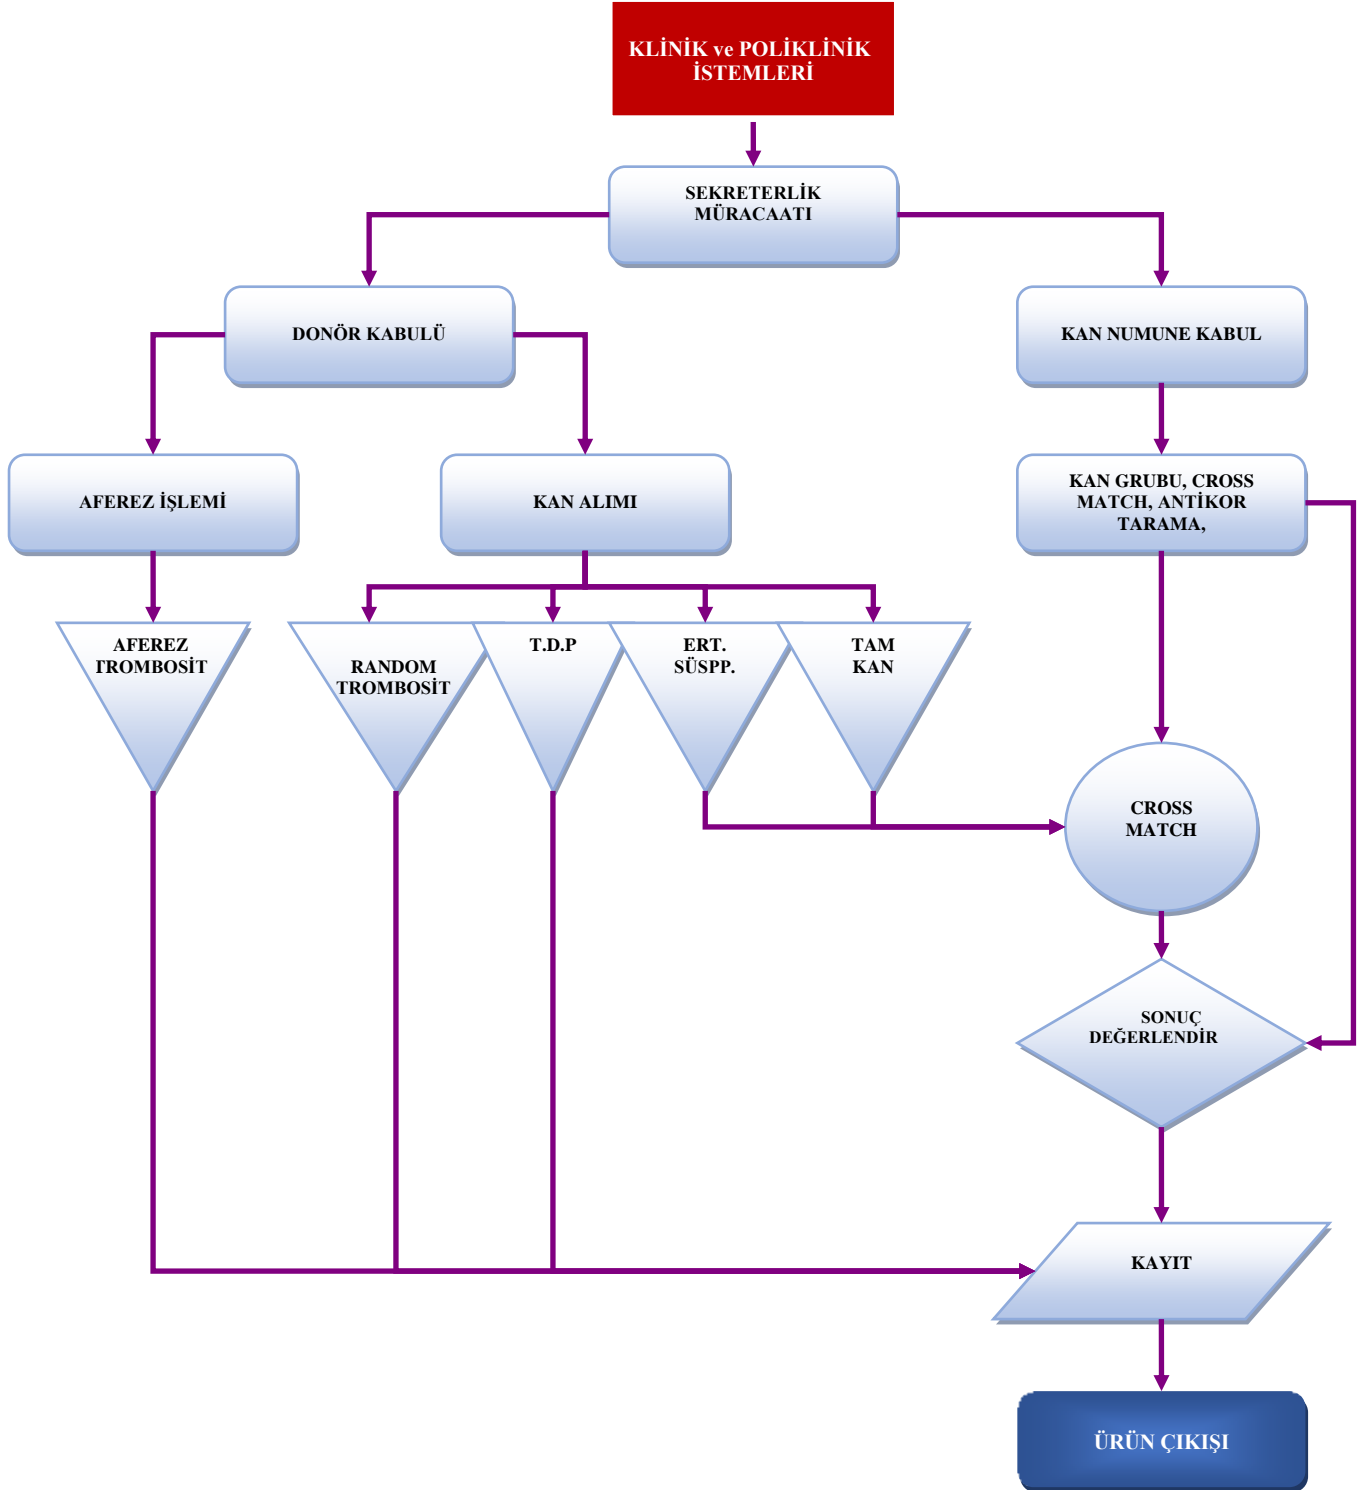 KLİNİK ve POLİKLİNİK
İSTEMLERİ
SEKRETERLİK
MÜRACAATI
DONÖR KABULÜ
KAN NUMUNE KABUL
AFEREZ İŞLEMİ
KAN ALIMI
KAN GRUBU, CROSS
MATCH, ANTİKOR
TARAMA,
AFEREZ
TROMBOSİT
RANDOM
TROMBOSİT
T.D.P
ERT.
SÜSPP.
TAM
KAN
CROSS
MATCH
SONUÇ
DEĞERLENDİR
KAYIT
ÜRÜN ÇIKIŞI